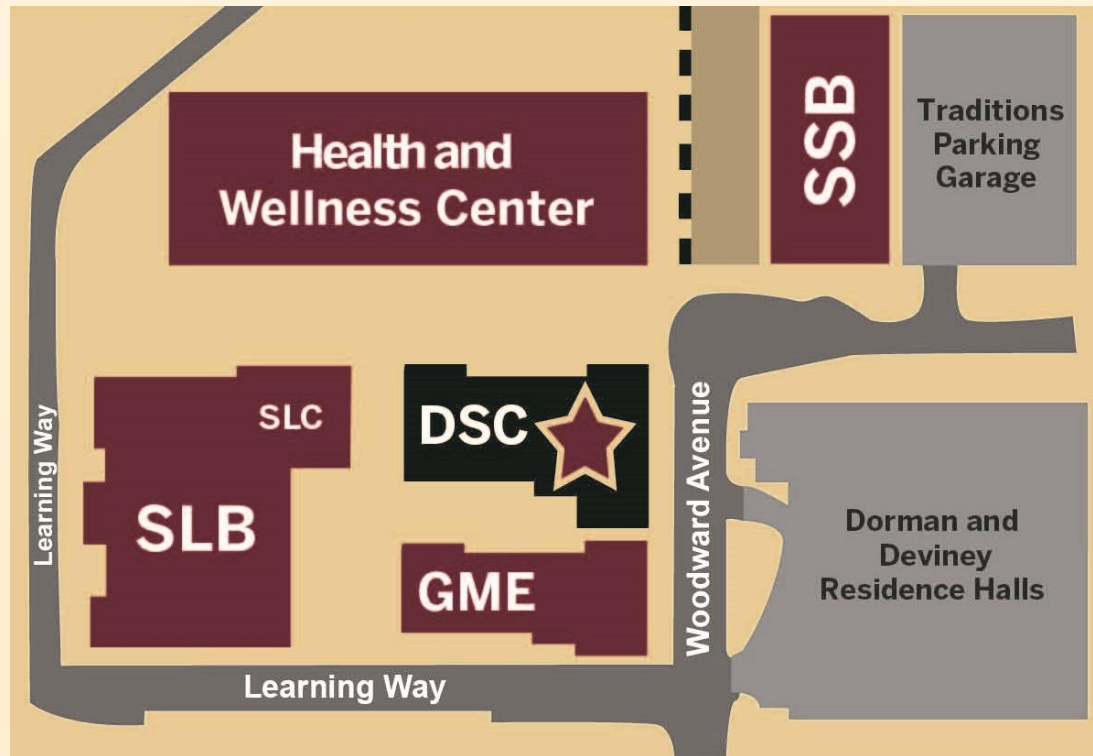 Health and
Wellness Center
SSB
Traditions
Parking
Garage
Learning Way
SLC
SLB
DSC
GME
Woodward Avenue
Dorman and
Deviney
Residence Halls
Learning Way